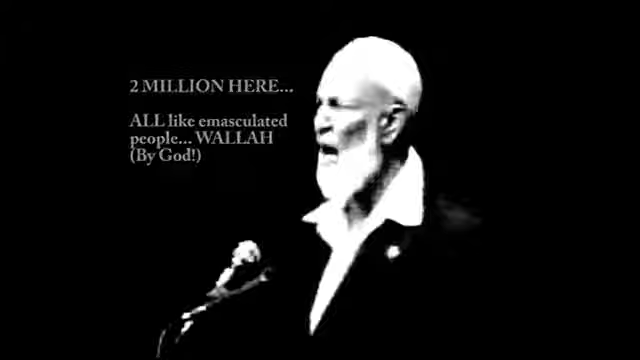 2 MILLION HERE...
ALL like emasculated
people... WALLAH
(By God!)